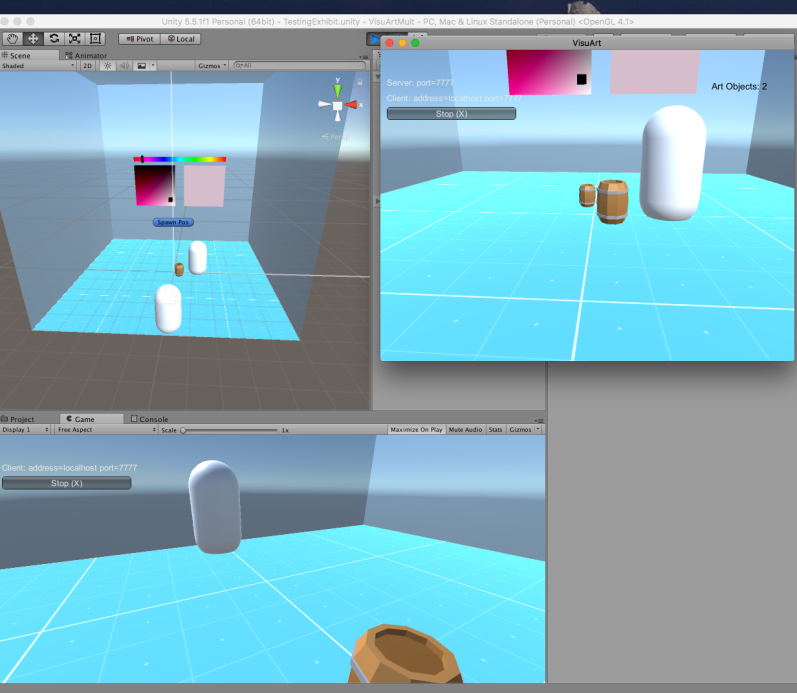 Unity 5.5.1f1 Personal (64bit) - TestingExhibit.unity - VisuArtMult - PC, Mac & Linux Standalone (Personal) <OpenGL 4.1>
Pivot Local
VisuArt
Scene Animator
Shaded 2D Gizmos All
y
x
Persp
Spawn Pos
Server: port=7777
Client: address=localhost port=7777
Stop (X)
Art Objects: 2
Project Game Console
Display 1 Free Aspect Scale 1x Maximize On Play Mute Audio Stats Gizmos
Client: address=localhost port=7777
Stop (X)